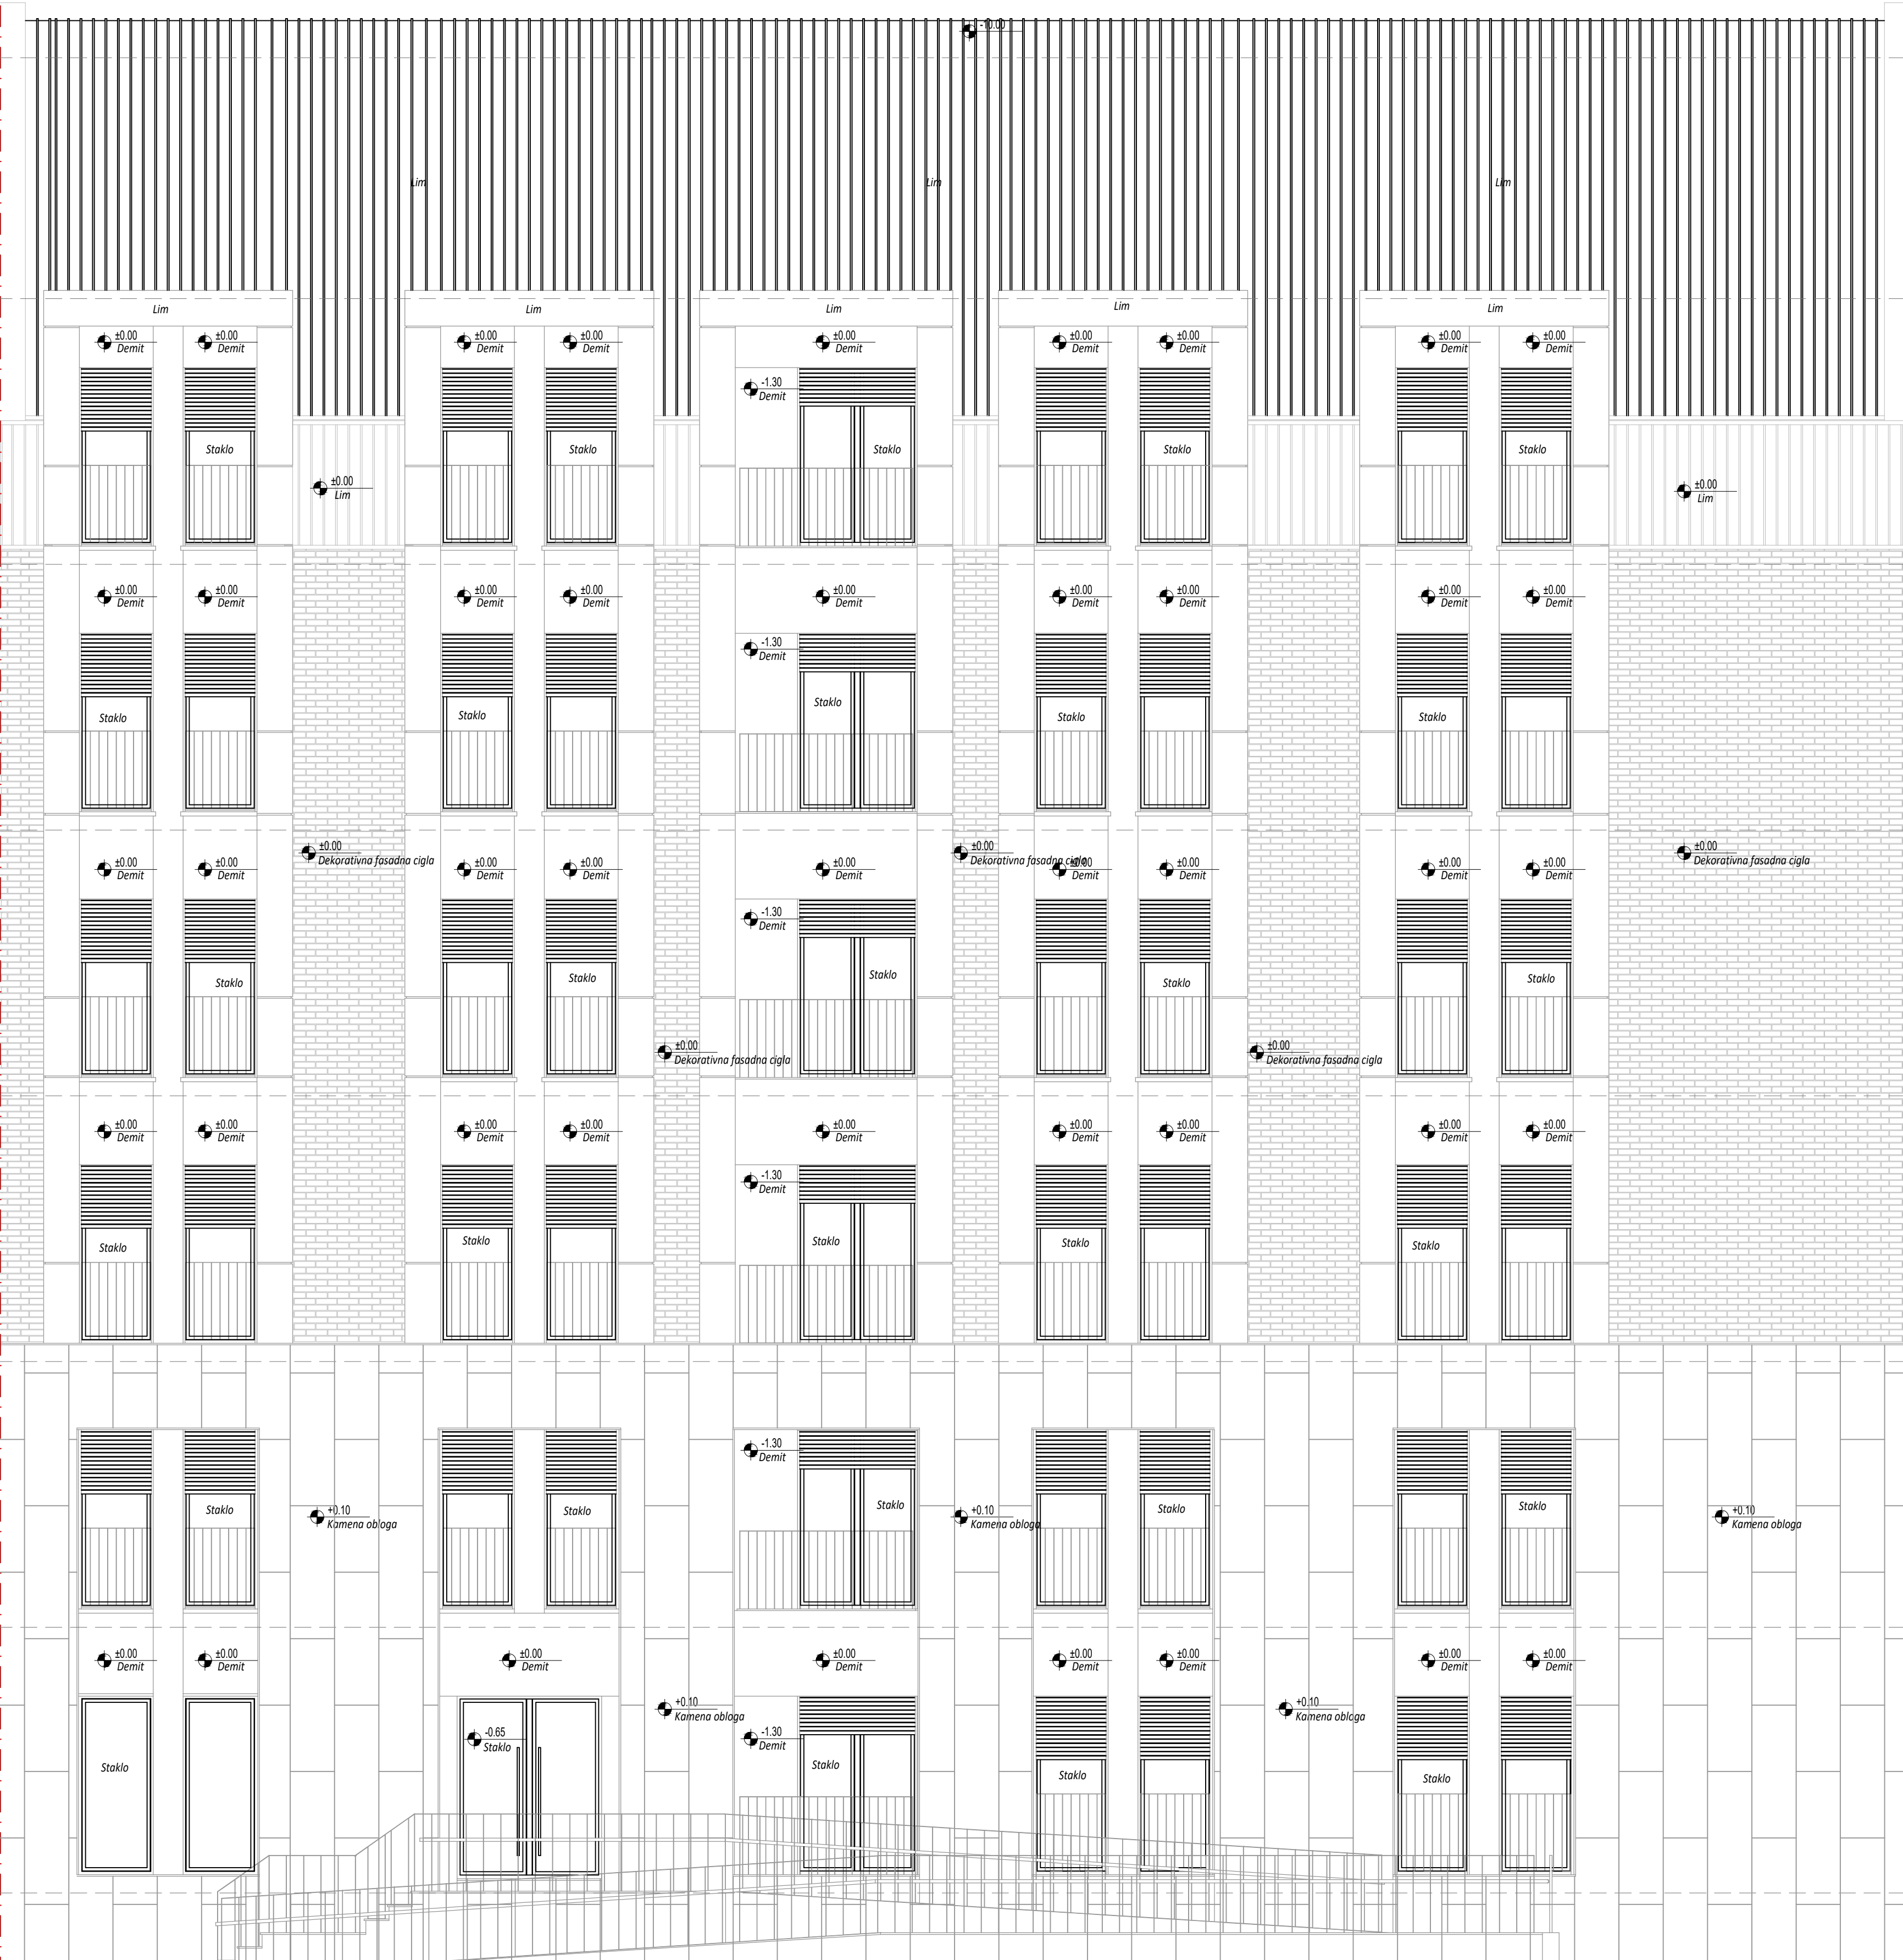 -10.00
Lim
Lim
Lim
Lim
Lim
Lim
Lim
Lim
±0.00
Demit
±0.00
Demit
±0.00
Demit
±0.00
Demit
±0.00
Demit
±0.00
Demit
±0.00
Demit
±0.00
Demit
±0.00
Demit
-1.30
Demit
Staklo
Staklo
Staklo
Staklo
Staklo
±0.00
Lim
±0.00
Lim
±0.00
Demit
±0.00
Demit
±0.00
Demit
±0.00
Demit
±0.00
Demit
±0.00
Demit
±0.00
Demit
±0.00
Demit
±0.00
Demit
-1.30
Demit
Staklo
Staklo
Staklo
Staklo
Staklo
±0.00
Dekorativna fasadna cigla
±0.00
Dekorativna fasadna cigla
±0.00
Dekorativna fasadna cigla
±0.00
Demit
±0.00
Demit
±0.00
Demit
±0.00
Demit
±0.00
Demit
±0.00
Demit
±0.00
Demit
±0.00
Demit
±0.00
Demit
-1.30
Demit
Staklo
Staklo
Staklo
Staklo
Staklo
±0.00
Dekorativna fasadna cigla
±0.00
Dekorativna fasadna cigla
±0.00
Demit
±0.00
Demit
±0.00
Demit
±0.00
Demit
±0.00
Demit
±0.00
Demit
±0.00
Demit
±0.00
Demit
±0.00
Demit
-1.30
Demit
Staklo
Staklo
Staklo
Staklo
Staklo
-1.30
Demit
Staklo
Staklo
Staklo
Staklo
Staklo
+0.10
Kamena obloga
+0.10
Kamena obloga
+0.10
Kamena obloga
±0.00
Demit
±0.00
Demit
±0.00
Demit
±0.00
Demit
±0.00
Demit
±0.00
Demit
±0.00
Demit
±0.00
Demit
+0.10
Kamena obloga
+0.10
Kamena obloga
-0.65
Staklo
-1.30
Demit
Staklo
Staklo
Staklo
Staklo